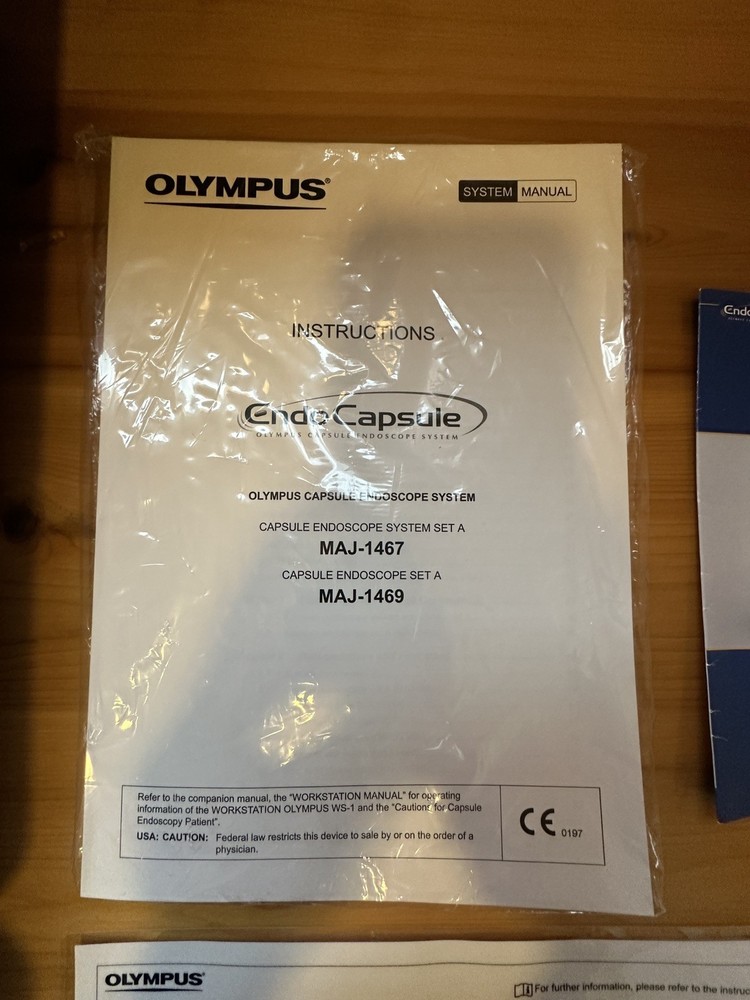 OLYMPUS®
SYSTEM MANUAL
INSTRUCTIONS
EndoCapsule
OLYMPUS CAPSULE ENDOSCOPE SYSTEM
OLYMPUS CAPSULE ENDOSCOPE SYSTEM
CAPSULE ENDOSCOPE SYSTEM SET A
MAJ-1467
CAPSULE ENDOSCOPE SET A
MAJ-1469
Refer to the companion manual, the "WORKSTATION MANUAL" for operating
information of the WORKSTATION OLYMPUS WS-1 and the "Cautions for Capsule
Endoscopy Patient".
USA: CAUTION: Federal law restricts this device to sale by or on the order of a
physician.
CE 0197
Endo
OLYMPUS®
For further information, please refer to the instruc